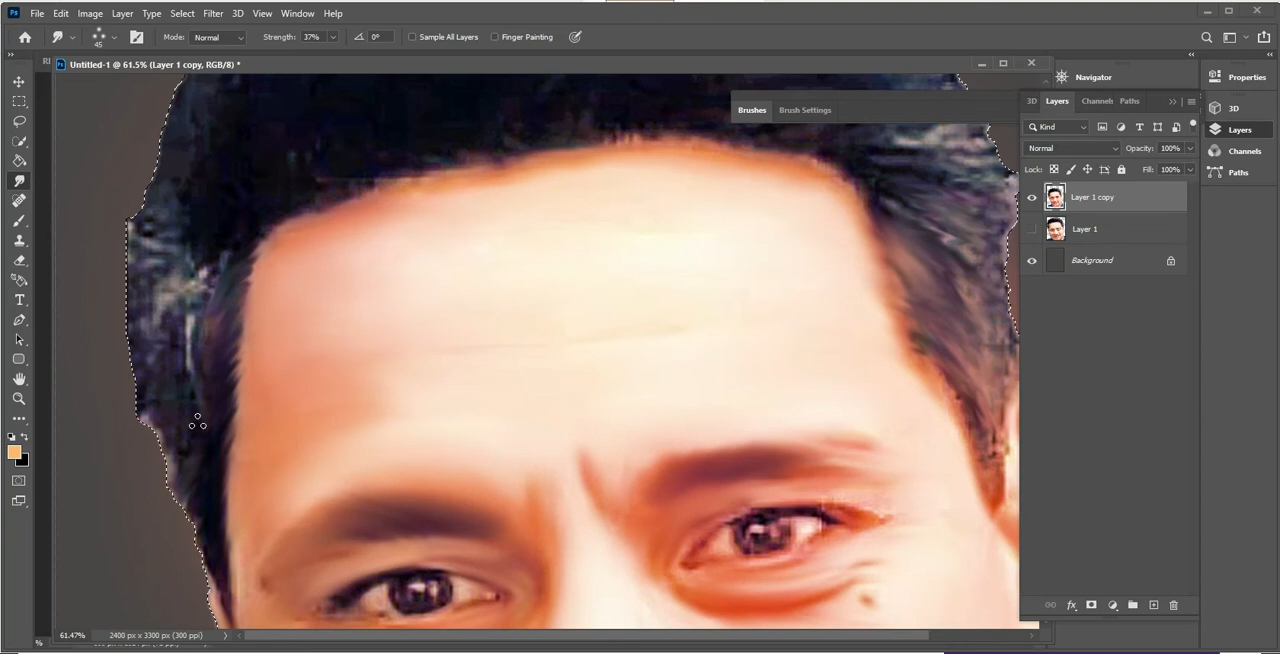 Ps File Edit Image Layer Type Select Filter 3D View Window Help
45 Mode: Normal Strength: 37% 0° Sample All Layers Finger Painting
Untitled-1 @ 61.5% (Layer 1 copy, RGB/8) *
Navigator
Properties
Brushes Brush Settings
3D Layers Channels Paths
3D
Kind
Layers
Normal Opacity: 100%
Channels
Lock: Fill: 100%
Paths
Layer 1 copy
Layer 1
Background
61.47% 2400 px x 3300 px (300 ppi)